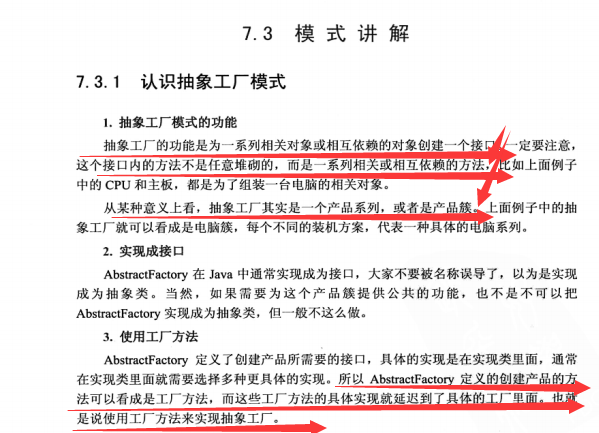 7.3 模式讲解
7.3.1 认识抽象工厂模式
1. 抽象工厂模式的功能
抽象工厂的功能是为一系列相关对象或相互依赖的对象创建一个接口。一定要注意，
这个接口内的方法不是任意堆砌的，而是一系列相关或相互依赖的方法，比如上面例子
中的 CPU 和主板，都是为了组装一台电脑的相关对象。
从某种意义上看，抽象工厂其实是一个产品系列，或者是产品簇。上面例子中的抽
象工厂就可以看成是电脑簇，每个不同的装机方案，代表一种具体的电脑系列。
2. 实现成接口
AbstractFactory 在 Java 中通常实现成为接口，大家不要被名称误导了，以为是实现
成为抽象类。当然，如果需要为这个产品簇提供公共的功能，也不是不可以把
AbstractFactory 实现成为抽象类，但一般不这么做。
3. 使用工厂方法
AbstractFactory 定义了创建产品所需要的接口，具体的实现是在实现类里面，通常
在实现类里面就需要选择多种更具体的实现。所以 AbstractFactory 定义的创建产品的方
法可以看成是工厂方法，而这些工厂方法的具体实现就延迟到了具体的工厂里面。也就
是说使用工厂方法来实现抽象工厂。